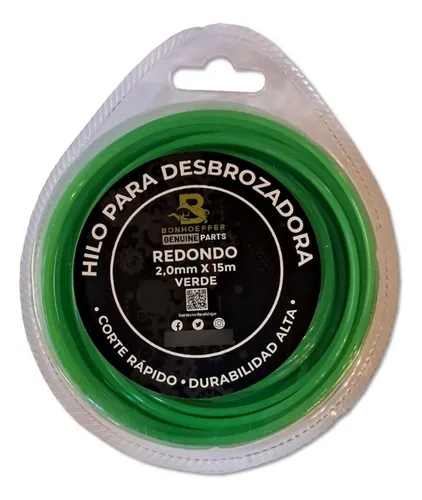 HILO PARA DESBROZADORA
B
BONHOEFFER
GENUINE PARTS
REDONDO
2,0mm X 15m
VERDE
• CORTE RÁPIDO • DURABILIDAD ALTA •